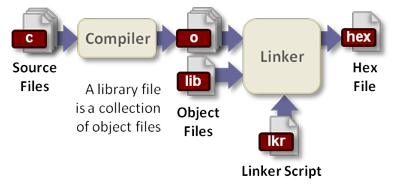 c
Compiler
o
hex
Linker
Source
Files
lib
Hex
File
A library file
is a collection
of object files
Object
Files
lkr
Linker Script